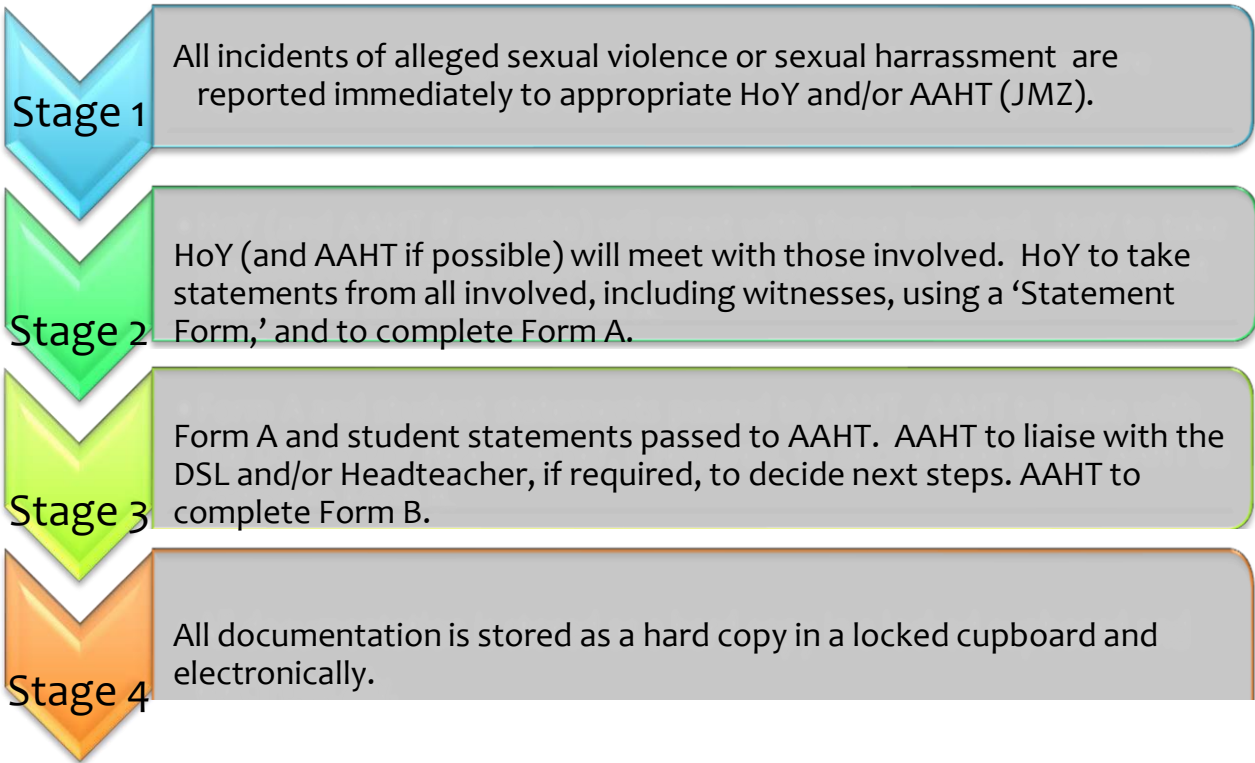 Stage 1
All incidents of alleged sexual violence or sexual harrassment are
reported immediately to appropriate HoY and/or AAHT (JMZ).
Stage 2
HoY (and AAHT if possible) will meet with those involved. HoY to take
statements from all involved, including witnesses, using a ‘Statement
Form,’ and to complete Form A.
Stage 3
Form A and student statements passed to AAHT. AAHT to liaise with the
DSL and/or Headteacher, if required, to decide next steps. AAHT to
complete Form B.
Stage 4
All documentation is stored as a hard copy in a locked cupboard and
electronically.